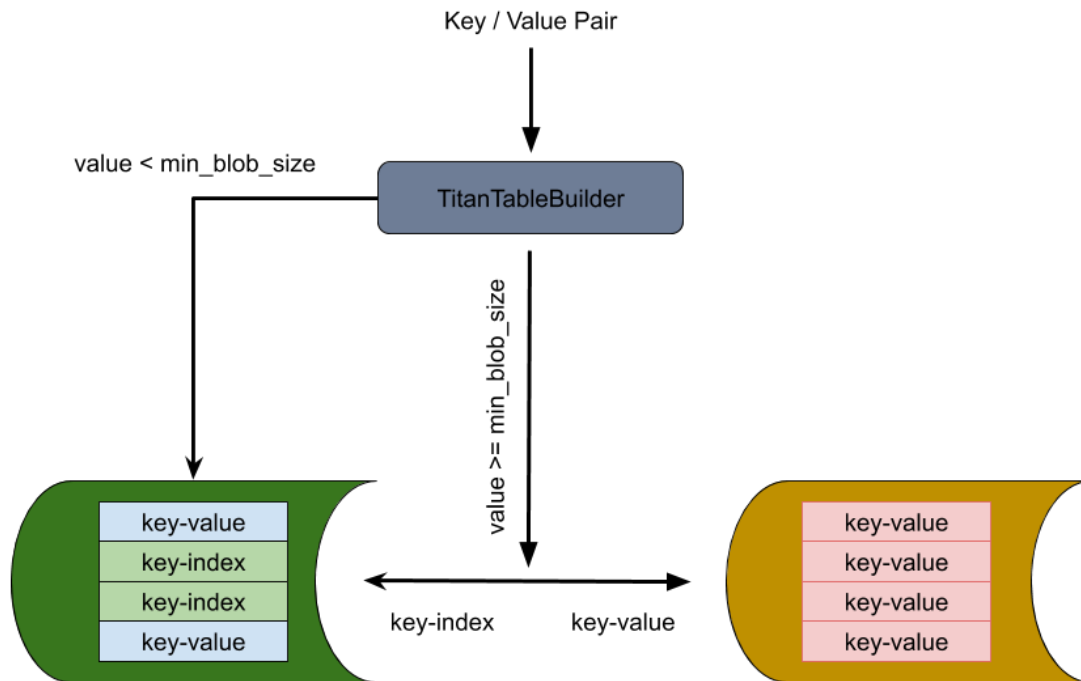 Key / Value Pair
value < min_blob_size
TitanTableBuilder
value >= min_blob_size
key-value
key-index
key-index
key-value
key-index
key-value
key-value
key-value
key-value
key-value